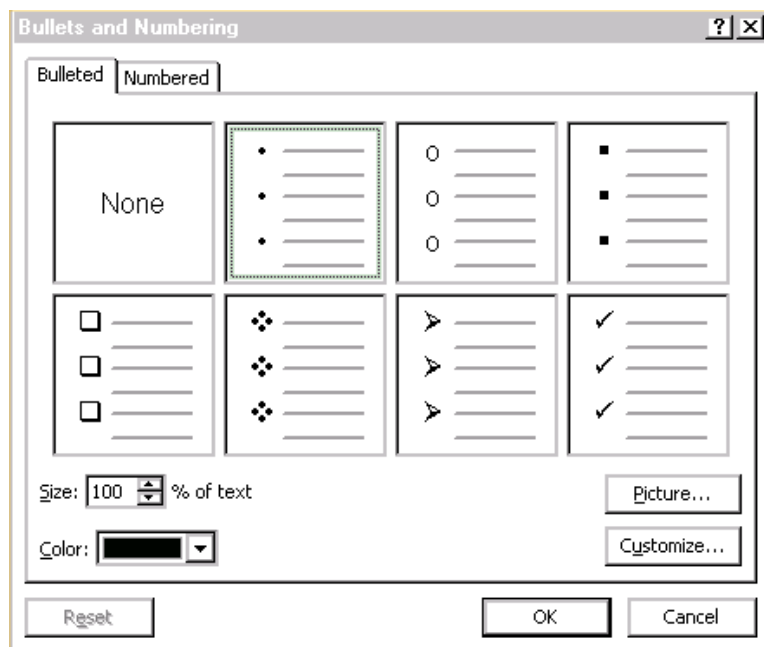 Bullets and Numbering
Bulleted Numbered
None
Size: 100 % of text
Picture...
Color:
Customize...
Reset OK Cancel